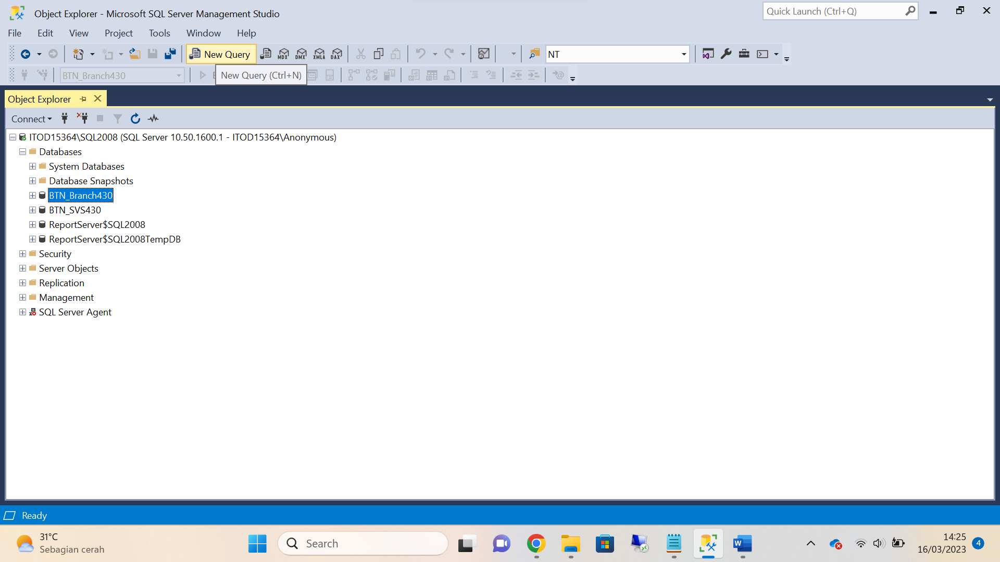 Object Explorer - Microsoft SQL Server Management Studio
Quick Launch (Ctrl+Q)
File Edit View Project Tools Window Help
New Query MDX DMX XMLA DAX NT
BTN_Branch430
New Query (Ctrl+N)
Object Explorer
Connect
ITOD15364\SQL2008 (SQL Server 10.50.1600.1 - ITOD15364\Anonymous)
Databases
System Databases
Database Snapshots
BTN_Branch430
BTN_SVS430
ReportServer$SQL2008
ReportServer$SQL2008TempDB
Security
Server Objects
Replication
Management
SQL Server Agent
Ready
31°C
Sebagian cerah
Search
W
14:25
16/03/2023
4